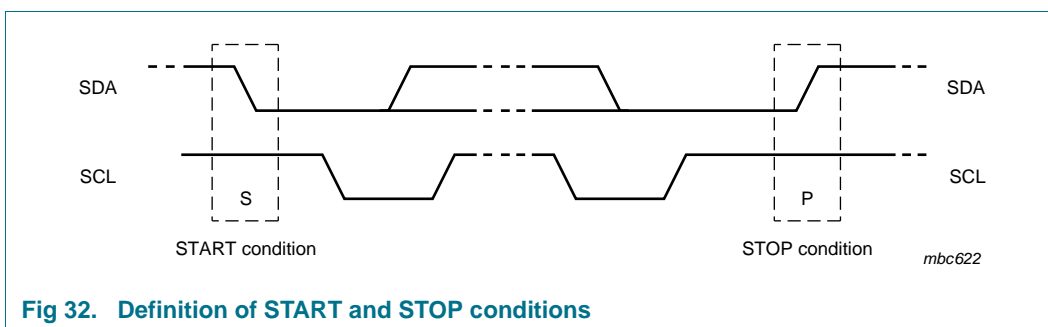 SDA SDA
SCL SCL
S P
START condition STOP condition
mbc622
Fig 32. Definition of START and STOP conditions